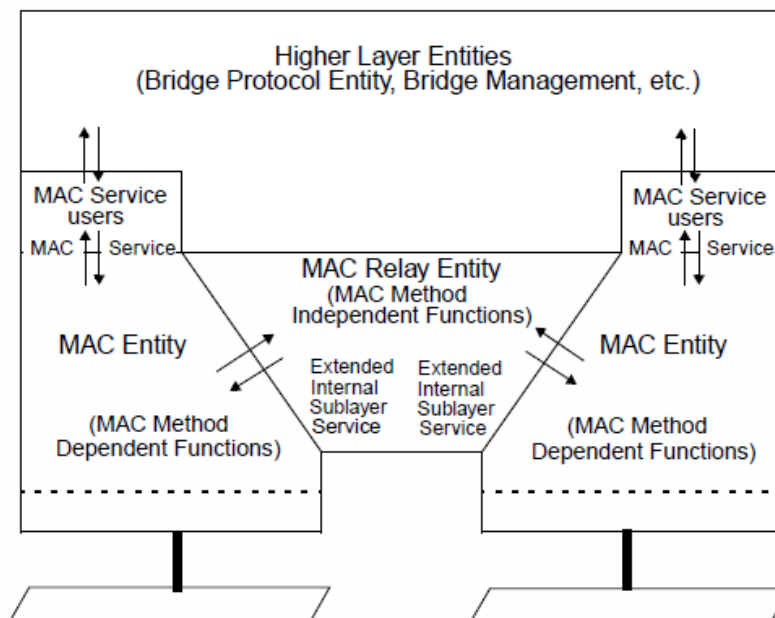 Higher Layer Entities
(Bridge Protocol Entity, Bridge Management, etc.)
MAC Service
users
MAC Service
MAC Service
users
MAC Service
MAC Relay Entity
(MAC Method
Independent Functions)
MAC Entity
(MAC Method
Dependent Functions)
Extended
Internal
Sublayer
Service
Extended
Internal
Sublayer
Service
MAC Entity
(MAC Method
Dependent Functions)